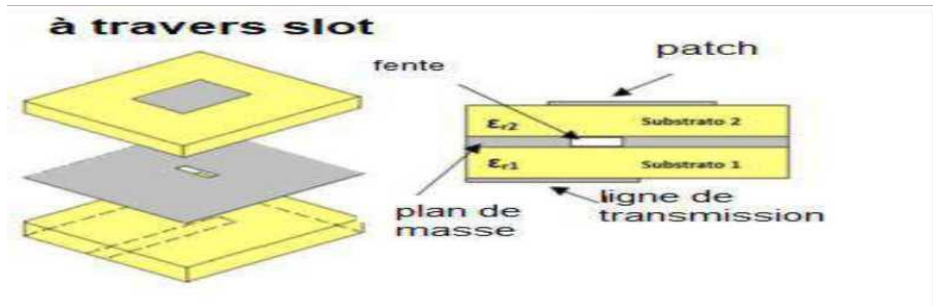 à travers slot
fente
patch
εr2 Substrato 2
εr1 Substrato 1
plan de
masse
ligne de
transmission